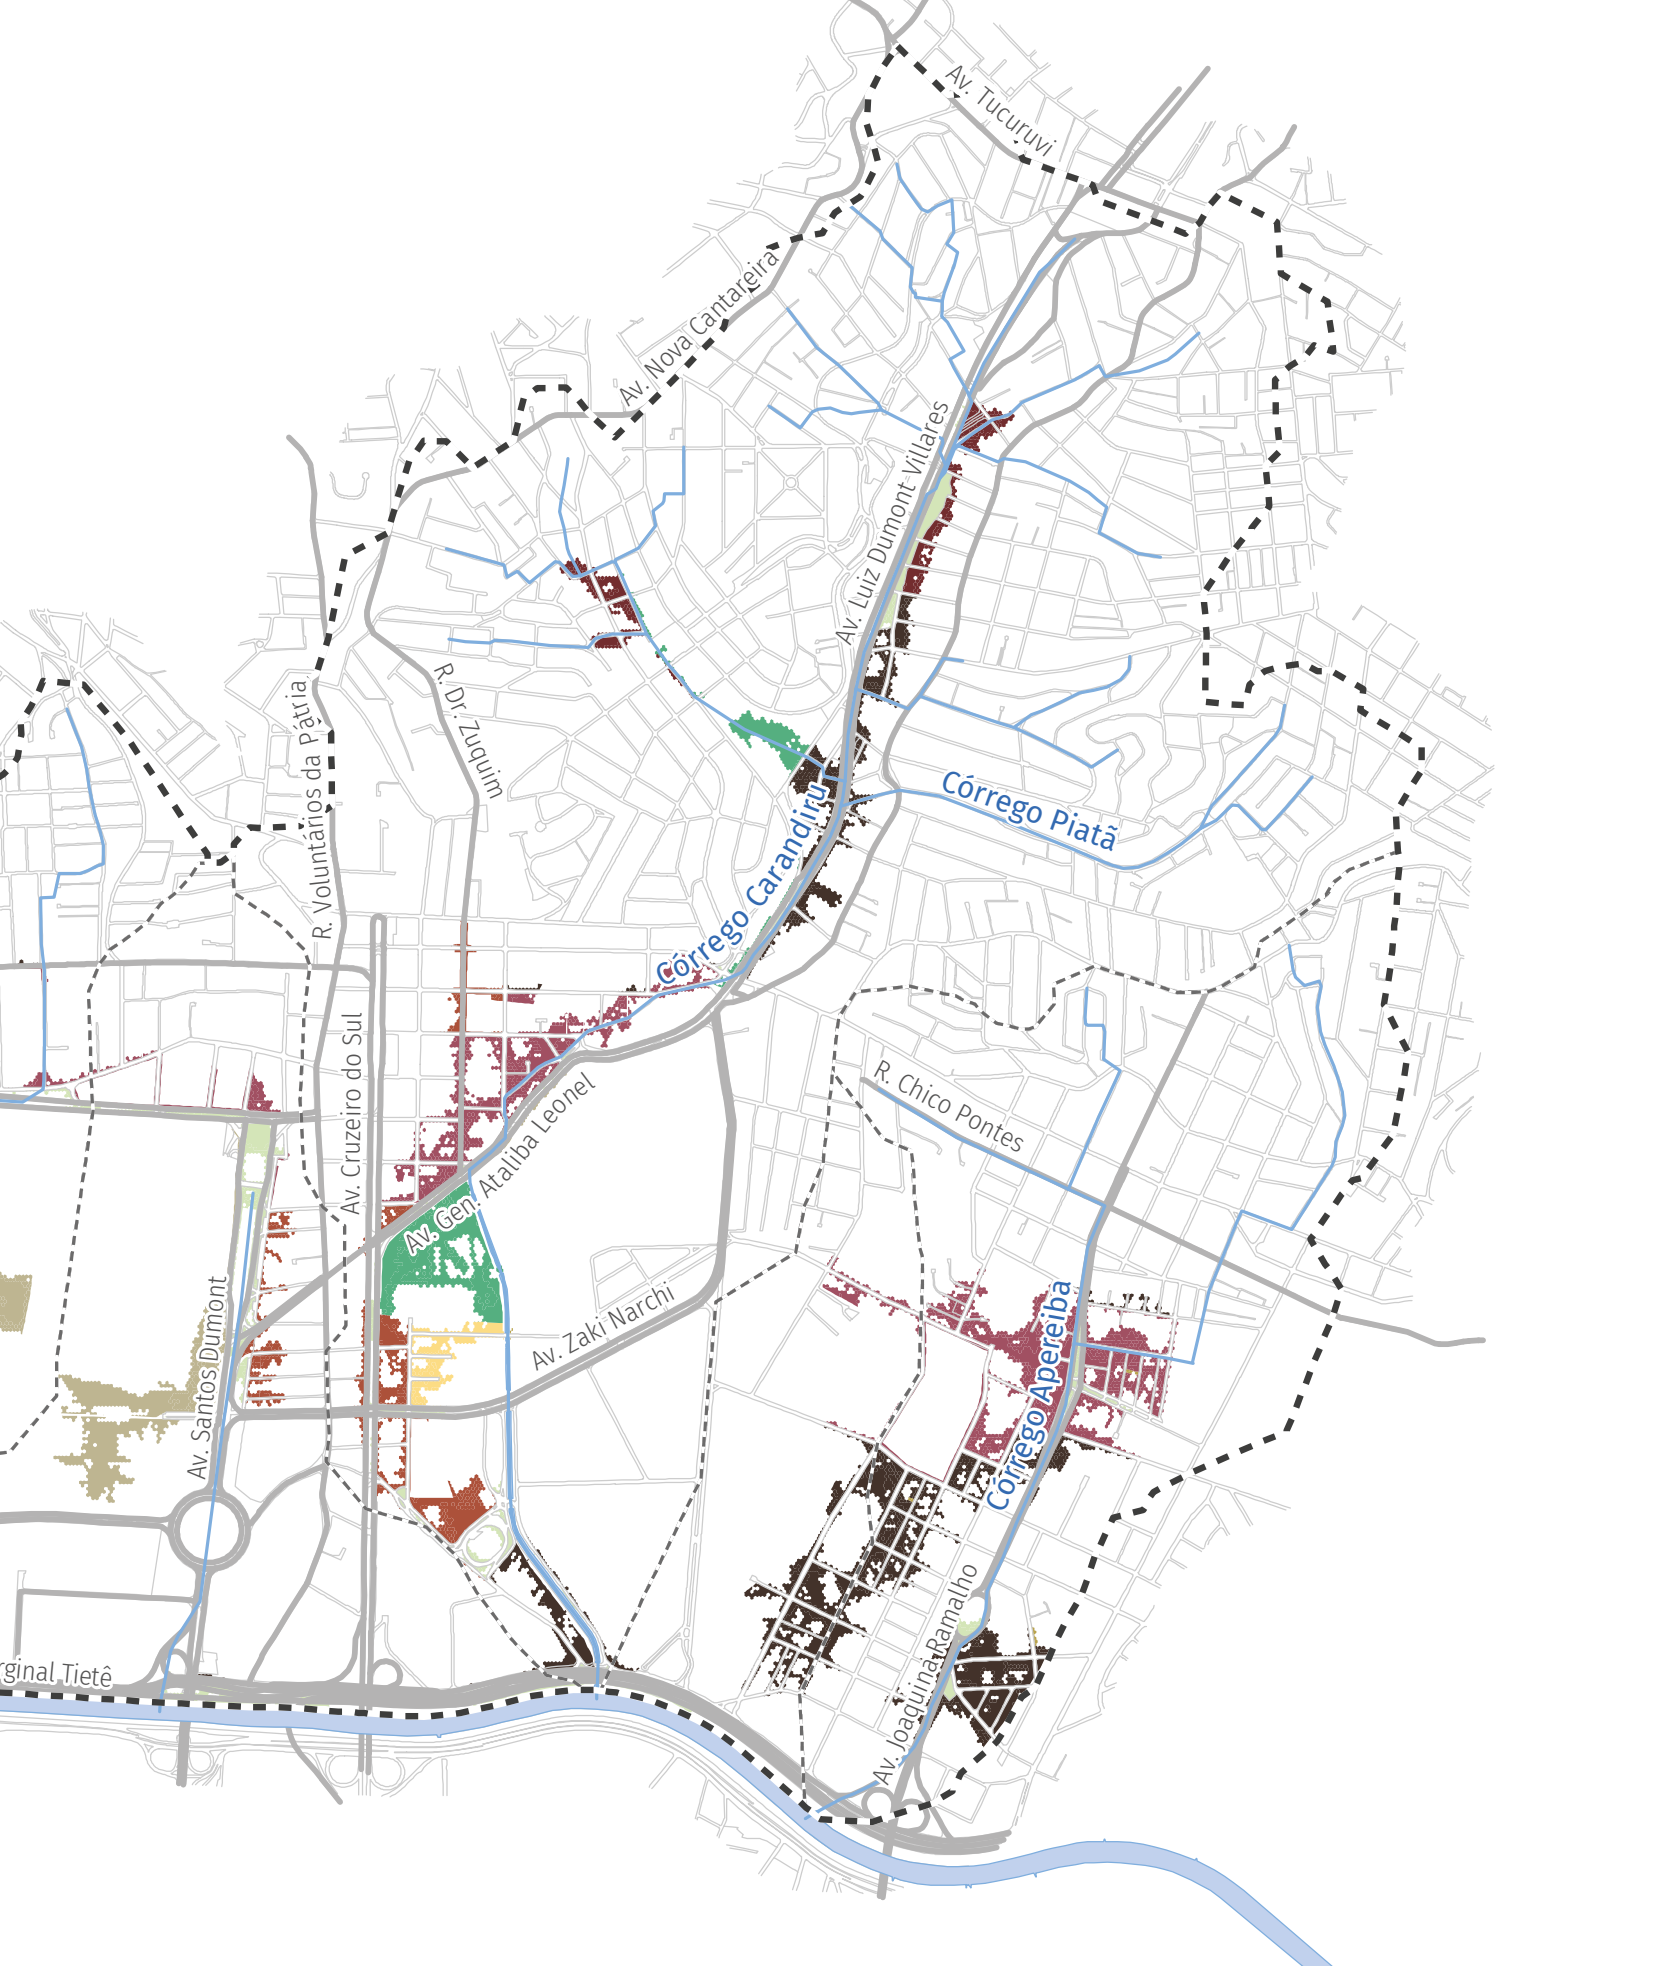 Av. Tucuruvi
Av. Nova Cantareira
Av. Luiz Dumont Villares
R. Dr. Zuquim
R. Voluntários da Pátria
Córrego Piatã
Córrego Carandiru
Av. Cruzeiro do Sul
Av. Gen. Ataliba Leonel
R. Chico Pontes
Av. Zaki Narchi
Av. Santos Dumont
Córrego Apereiba
Av. Joaquina Ramalho
rginal Tietê